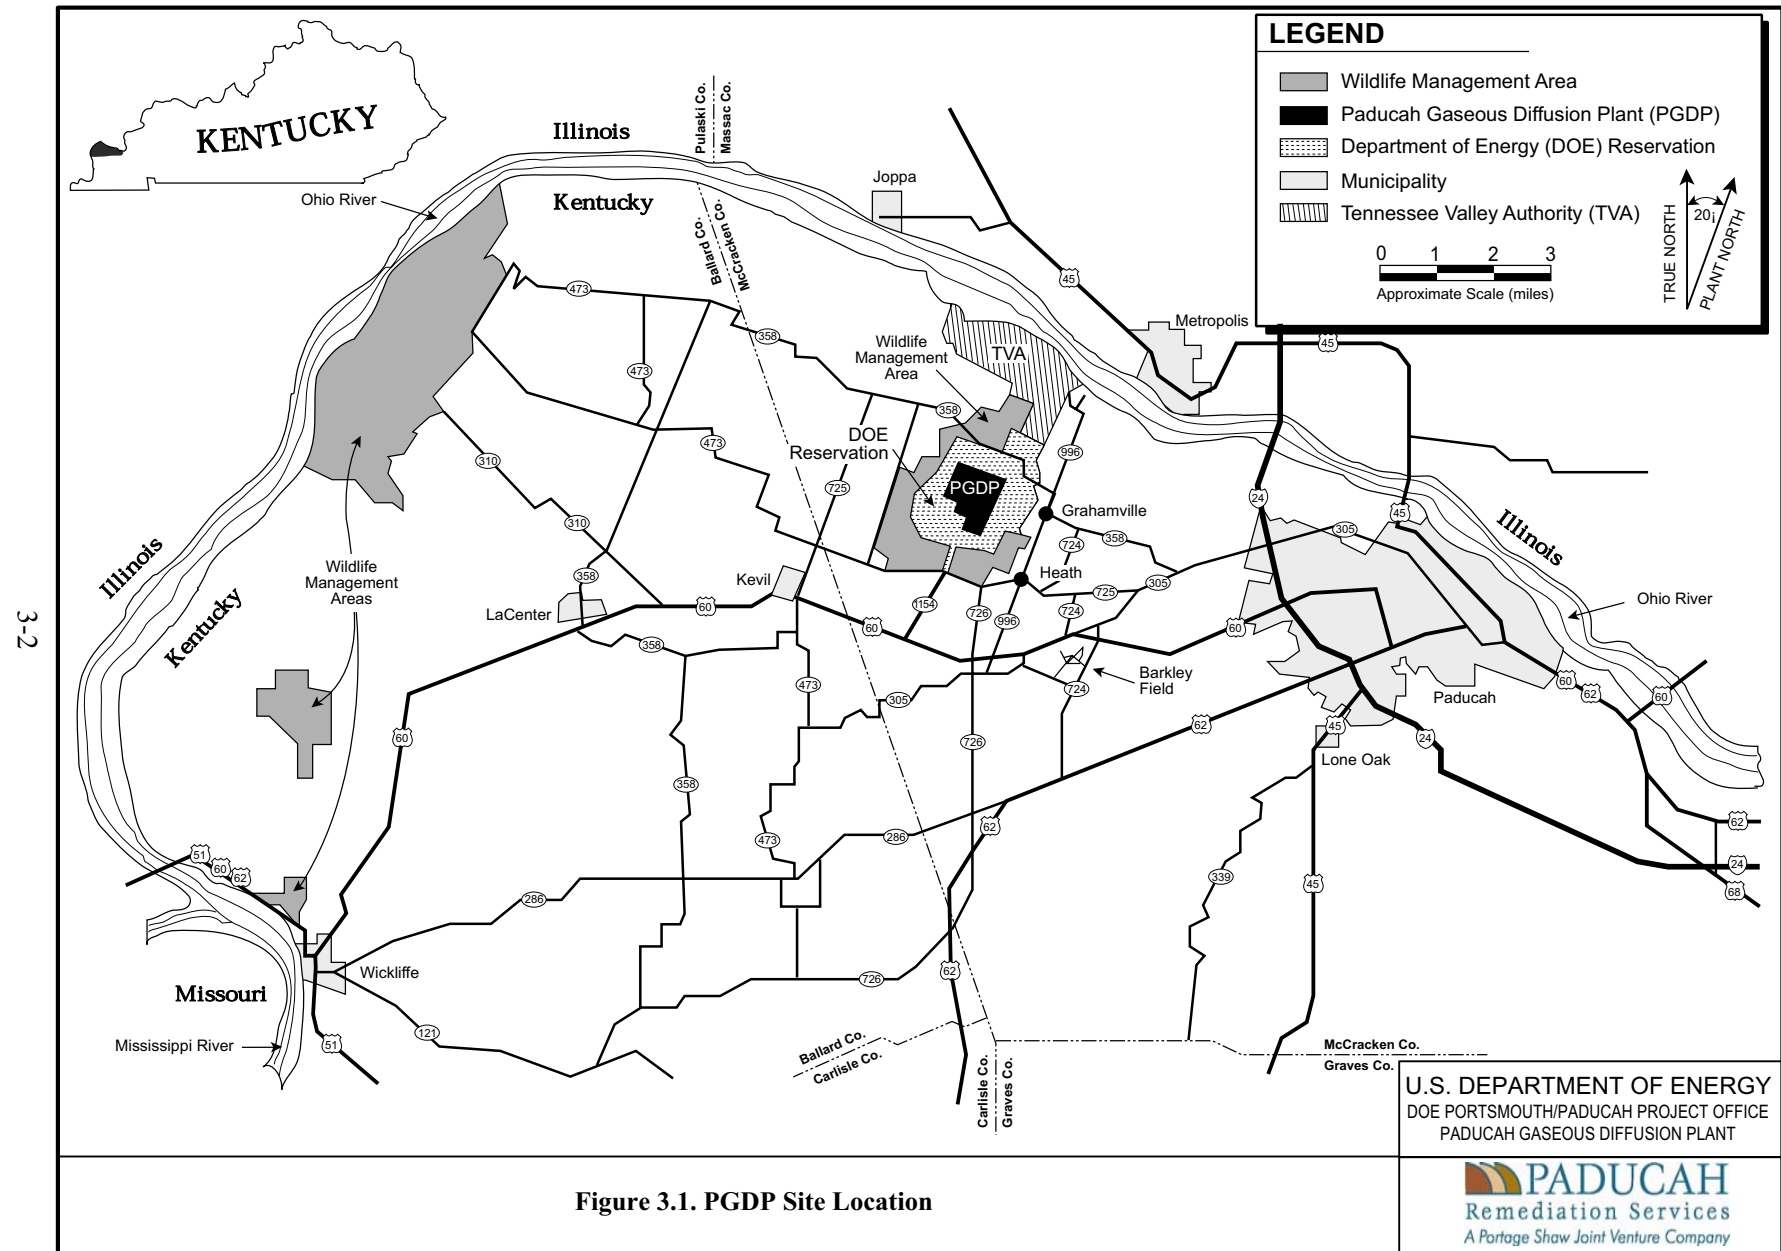 LEGEND
Wildlife Management Area
Paducah Gaseous Diffusion Plant (PGDP)
Department of Energy (DOE) Reservation
Municipality
Tennessee Valley Authority (TVA)
0 1 2 3
Approximate Scale (miles)
TRUE NORTH
20¡
PLANT NORTH
KENTUCKY
Illinois
Kentucky
Ohio River
Pulaski Co.
Massac Co.
Ballard Co.
McCracken Co.
Joppa
45
Metropolis
45
473
358
473
Wildlife
Management
Area
TVA
358
DOE
Reservation
473
996
310
725
PGDP
24
45
Grahamville
305
Illinois
310
358
724
Illinois
Kentucky
Wildlife
Management
Areas
358
Kevil
Heath
305
725
LaCenter
60
1154
726
724
996
60
60
Ohio River
358
Barkley
Field
724
473
305
60
62
60
Paducah
60
62
726
45
24
Lone Oak
358
473
286
62
62
24
68
51
60
62
286
339
45
Wickliffe
Missouri
726
62
121
51
Mississippi River
Ballard Co.
Carlisle Co.
Carlisle Co.
Graves Co.
McCracken Co.
Graves Co.
3-2
U.S. DEPARTMENT OF ENERGY
DOE PORTSMOUTH/PADUCAH PROJECT OFFICE
PADUCAH GASEOUS DIFFUSION PLANT
PADUCAH
Remediation Services
A Portage Shaw Joint Venture Company
Figure 3.1. PGDP Site Location